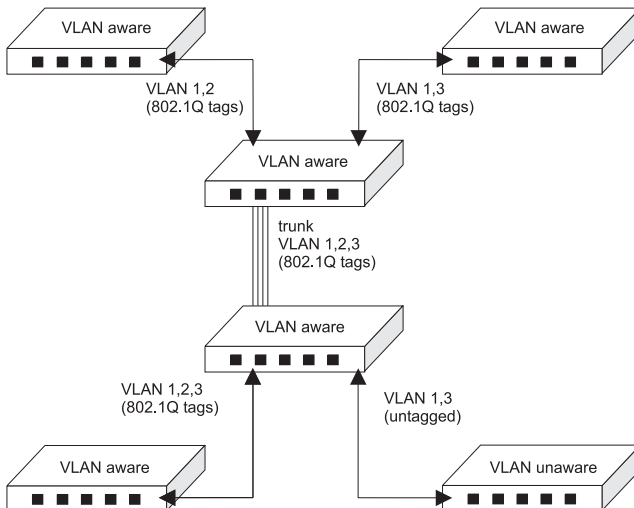 VLAN aware
VLAN aware
VLAN 1,2
(802.1Q tags)
VLAN 1,3
(802.1Q tags)
VLAN aware
trunk
VLAN 1,2,3
(802.1Q tags)
VLAN aware
VLAN 1,2,3
(802.1Q tags)
VLAN 1,3
(untagged)
VLAN aware
VLAN unaware